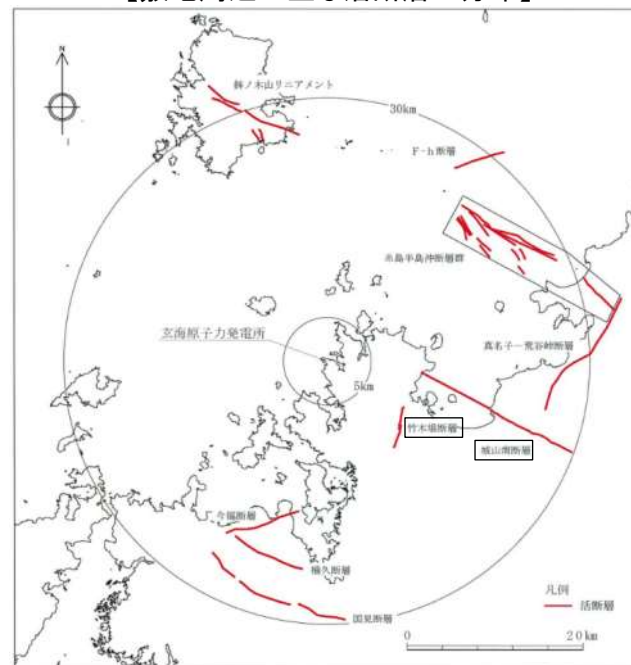 N
鉢ノ木山リニアメント
30km
F-h断層
糸島半島沖断層群
玄海原子力発電所
真名子ー荒谷峠断層
5km
竹木場断層
城山南断層
今福断層
楠久断層
国見断層
凡例
活断層
0
20km